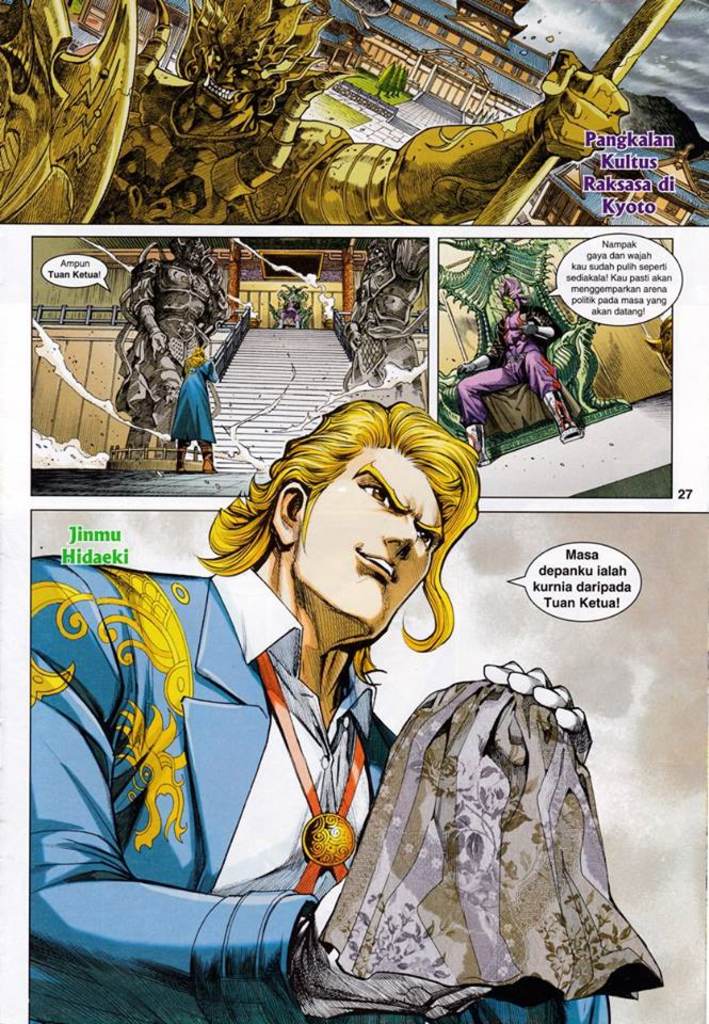 Pangkalan
Kultus
Raksasa di
Kyoto
Ampun
Tuan Ketua!
Nampak
gaya dan wajah
kau sudah pulih seperti
sediakala! Kau pasti akan
menggemparkan arena
politik pada masa yang
akan datang!
27
Jinmu
Hidaeki
Masa
depanku ialah
kurnia daripada
Tuan Ketua!